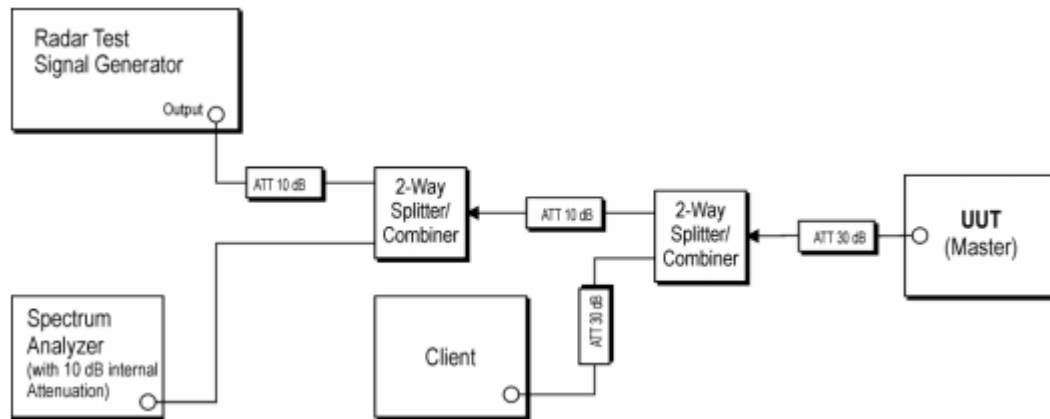 Radar Test
Signal Generator
Output
ATT 10 dB
2-Way
Splitter/
Combiner
ATT 10 dB
2-Way
Splitter/
Combiner
ATT 30 dB
UUT
(Master)
Spectrum
Analyzer
(with 10 dB internal
Attenuation)
Client
ATT 30 dB